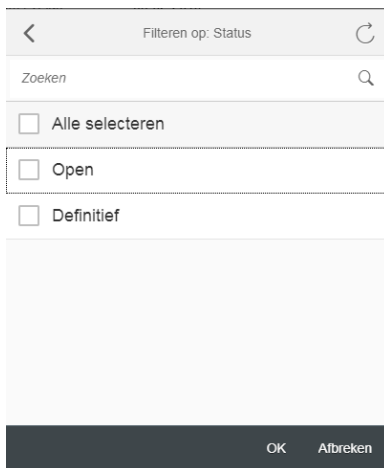 Filteren op: Status
Zoeken
Alle selecteren
Open
Definitief
OK Afbreken